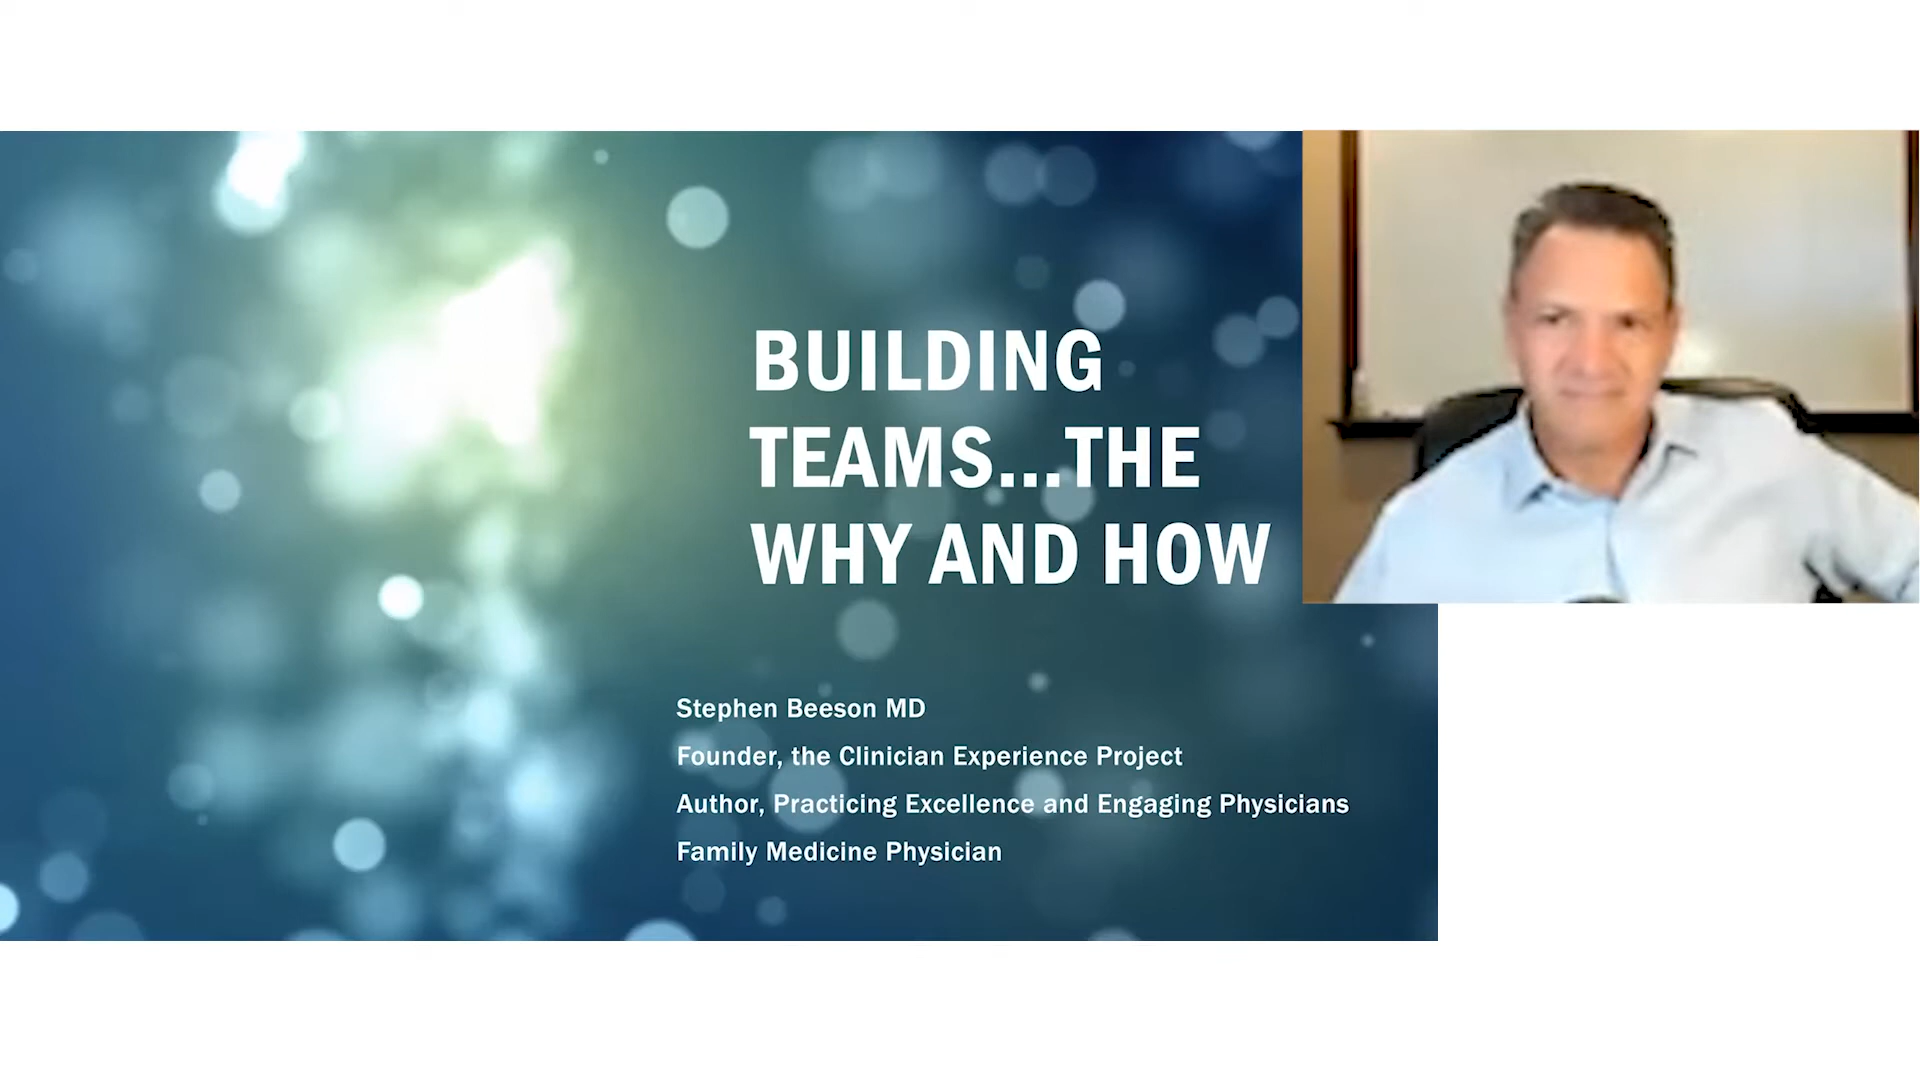 BUILDING
TEAMS...THE
WHY AND HOW
Stephen Beeson MD
Founder, the Clinician Experience Project
Author, Practicing Excellence and Engaging Physicians
Family Medicine Physician